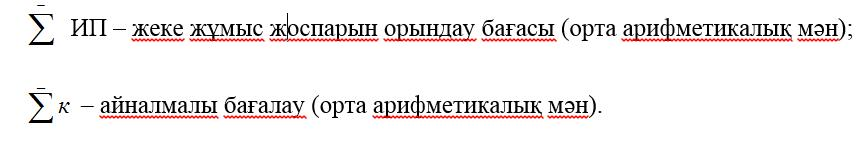 ∑̄ ИП – жеке жұмыс жоспарын орындау бағасы (орта арифметикалық мән);
∑̄ к – айналмалы бағалау (орта арифметикалық мән).